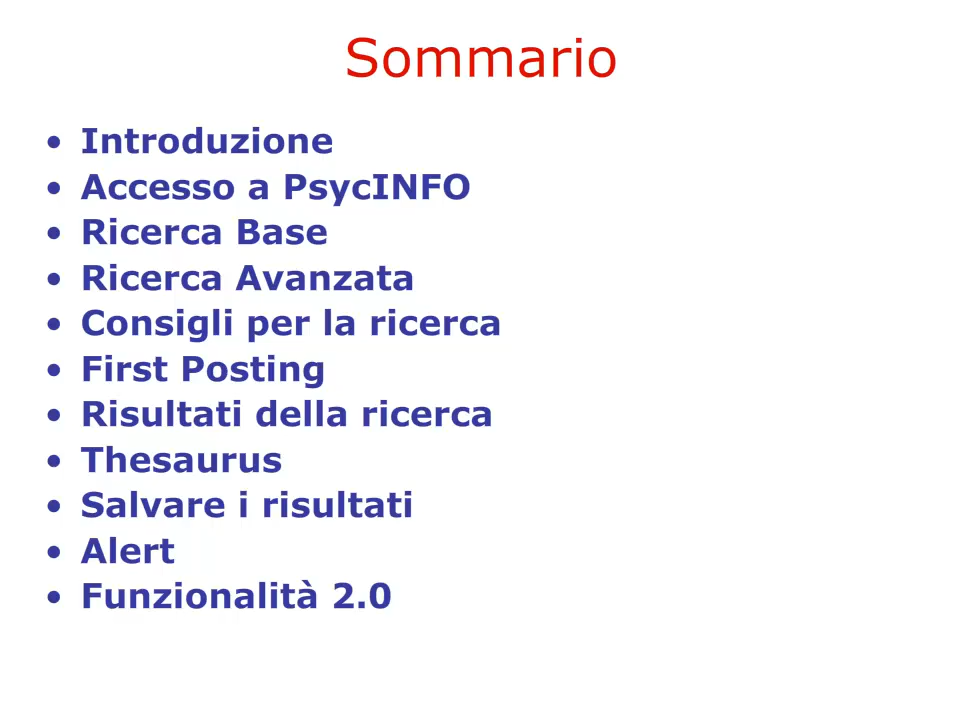 Sommario
• Introduzione
• Accesso a PsycINFO
• Ricerca Base
• Ricerca Avanzata
• Consigli per la ricerca
• First Posting
• Risultati della ricerca
• Thesaurus
• Salvare i risultati
• Alert
• Funzionalità 2.0